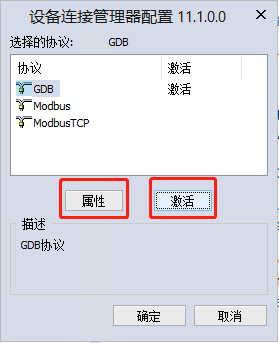 设备连接管理器配置 11.1.0.0
选择的协议: GDB
协议 激活
GDB 激活
Modbus
ModbusTCP
属性 激活
描述
GDB协议
确定 取消